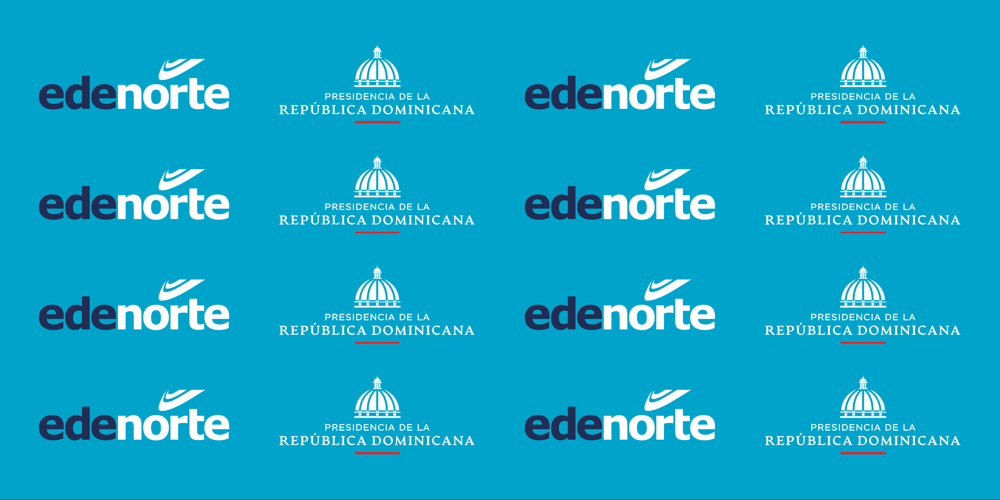 edenorte
PRESIDENCIA DE LA
REPÚBLICA DOMINICANA
edenorte
PRESIDENCIA DE LA
REPÚBLICA DOMINICANA
edenorte
PRESIDENCIA DE LA
REPÚBLICA DOMINICANA
edenorte
PRESIDENCIA DE LA
REPÚBLICA DOMINICANA
edenorte
PRESIDENCIA DE LA
REPÚBLICA DOMINICANA
edenorte
PRESIDENCIA DE LA
REPÚBLICA DOMINICANA
edenorte
PRESIDENCIA DE LA
REPÚBLICA DOMINICANA
edenorte
PRESIDENCIA DE LA
REPÚBLICA DOMINICANA